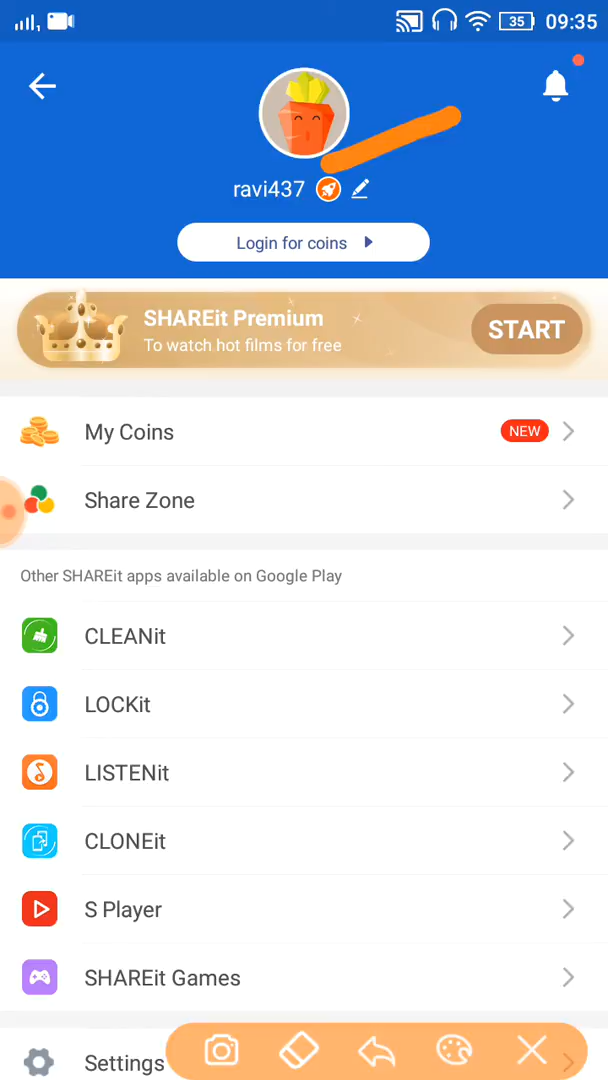 35 09:35
ravi437
Login for coins
SHAREit Premium
To watch hot films for free
START
My Coins
NEW
Share Zone
Other SHAREit apps available on Google Play
CLEANit
LOCKit
LISTENit
CLONEit
S Player
SHAREit Games
Settings